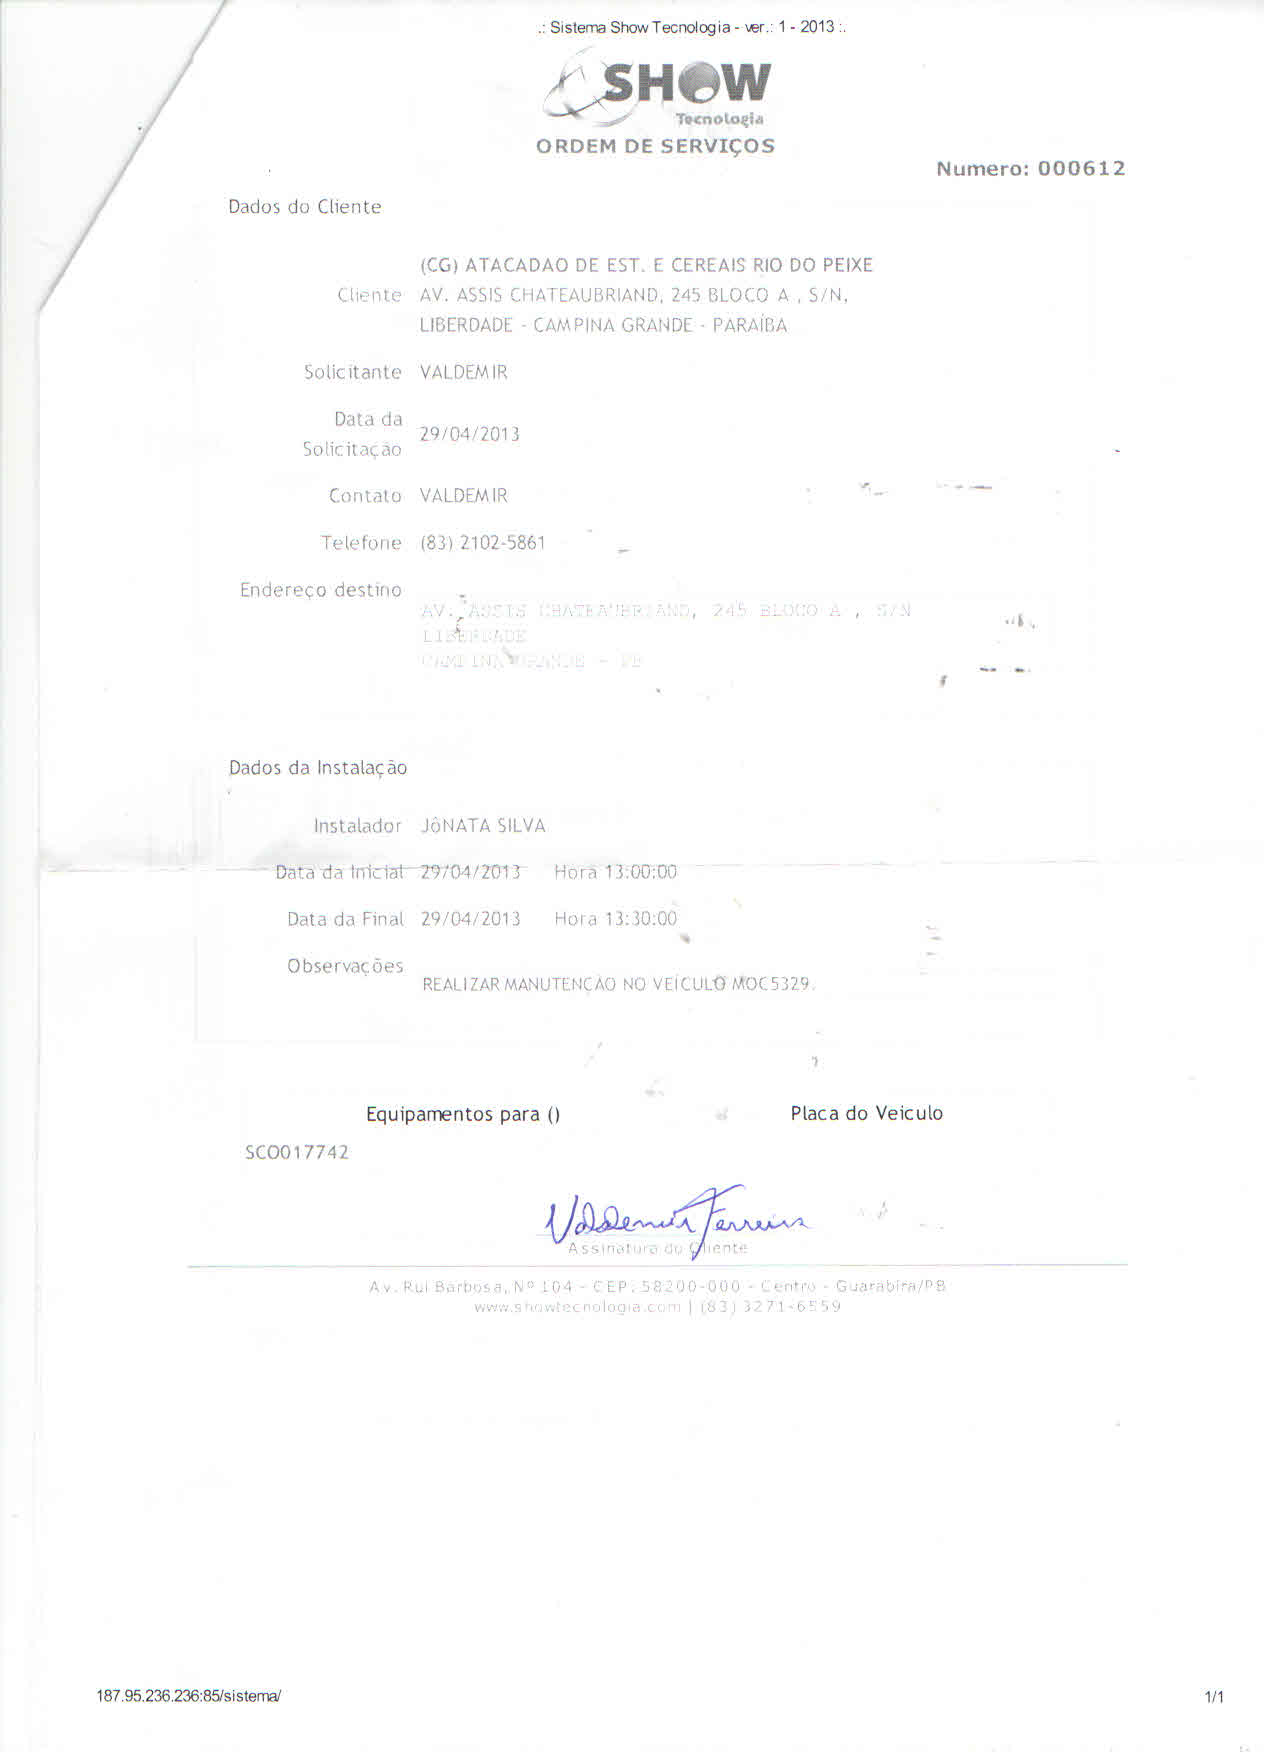 .: Sistema Show Tecnologia - ver.: 1 - 2013 :.
SHOW
Tecnologia
ORDEM DE SERVIÇOS
Numero: 000612
Dados do Cliente
(CG) ATACADAO DE EST. E CEREAIS RIO DO PEIXE
Cliente AV. ASSIS CHATEAUBRIAND, 245 BLOCO A , S/N,
LIBERDADE - CAMPINA GRANDE - PARAÍBA
Solicitante VALDEMIR
Data da
Solicitação 29/04/2013
Contato VALDEMIR
Telefone (83) 2102-5861
Endereço destino
AV. ASSIS CHATEAUBRIAND, 245 BLOCO A , S/N
LIBERDADE
CAMPINA GRANDE - PB
Dados da Instalação
Instalador JÔNATA SILVA
Data da Inicial 29/04/2013 Hora 13:00:00
Data da Final 29/04/2013 Hora 13:30:00
Observações
REALIZAR MANUTENÇÃO NO VEÍCULO MOC5329.
Equipamentos para () Placa do Veiculo
SCO017742
Valdemir Ferreira
Assinatura do Cliente
Av. Rui Barbosa, Nº 104 - CEP: 58200-000 - Centro - Guarabira/PB
www.showtecnologia.com | (83) 3271-6559
187.95.236.236:85/sistema/ 1/1